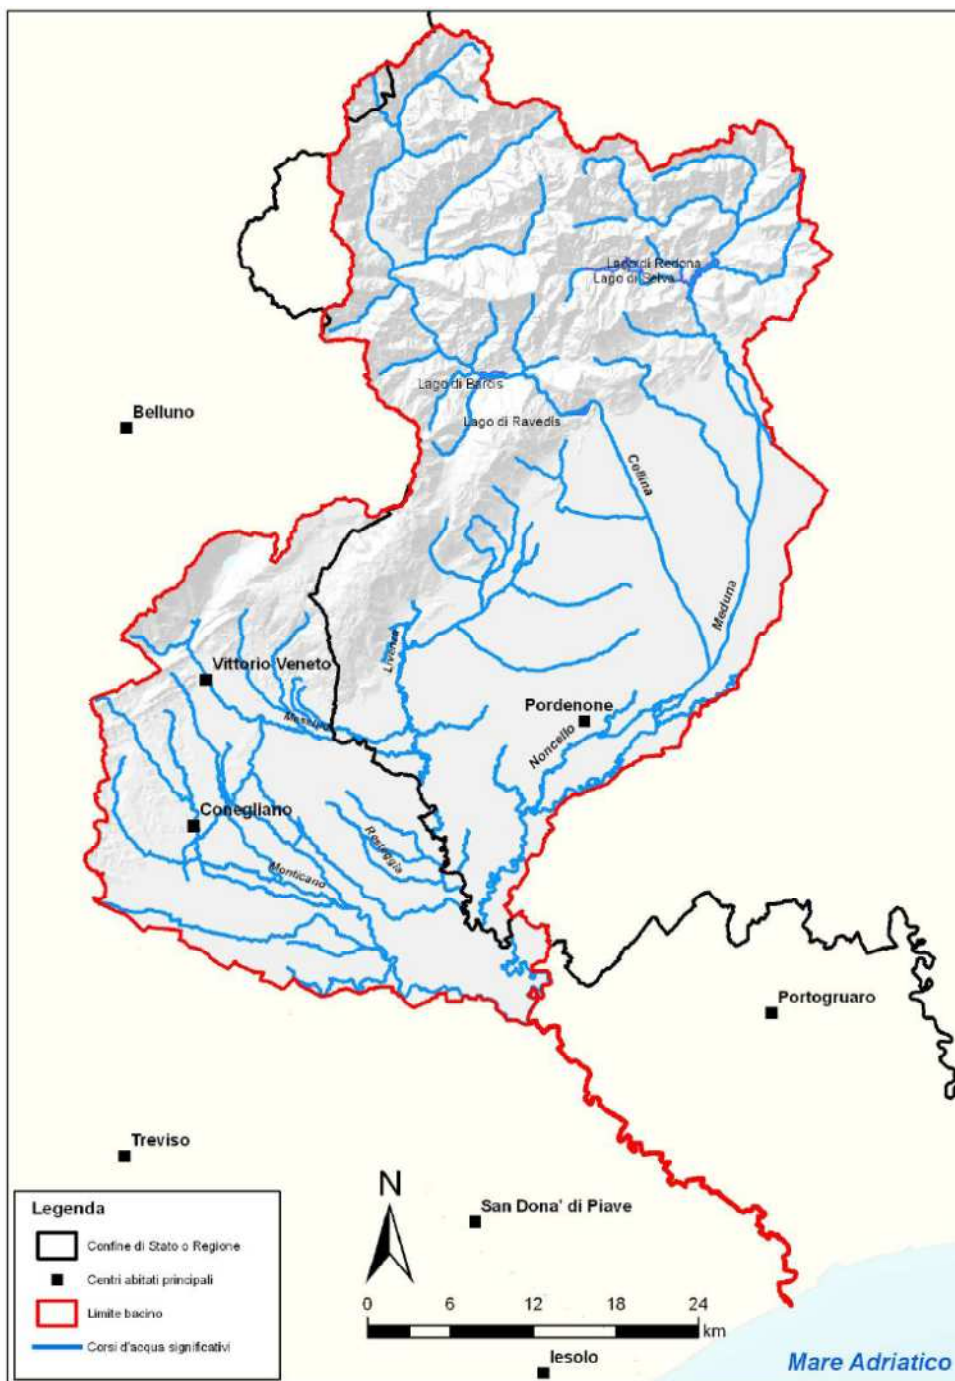 Lago di Redona
Lago di Selva
Lago di Barcis
Lago di Ravedis
Belluno
Cellina
Meduna
Livenza
Vittorio Veneto
Pordenone
Meschio
Noncello
Conegliano
Resteggia
Monticano
Portogruaro
Treviso
San Dona' di Piave
N
Legenda
Confine di Stato o Regione
Centri abitati principali
Limite bacino
Corsi d'acqua significativi
0 6 12 18 24
km
Iesolo
Mare Adriatico